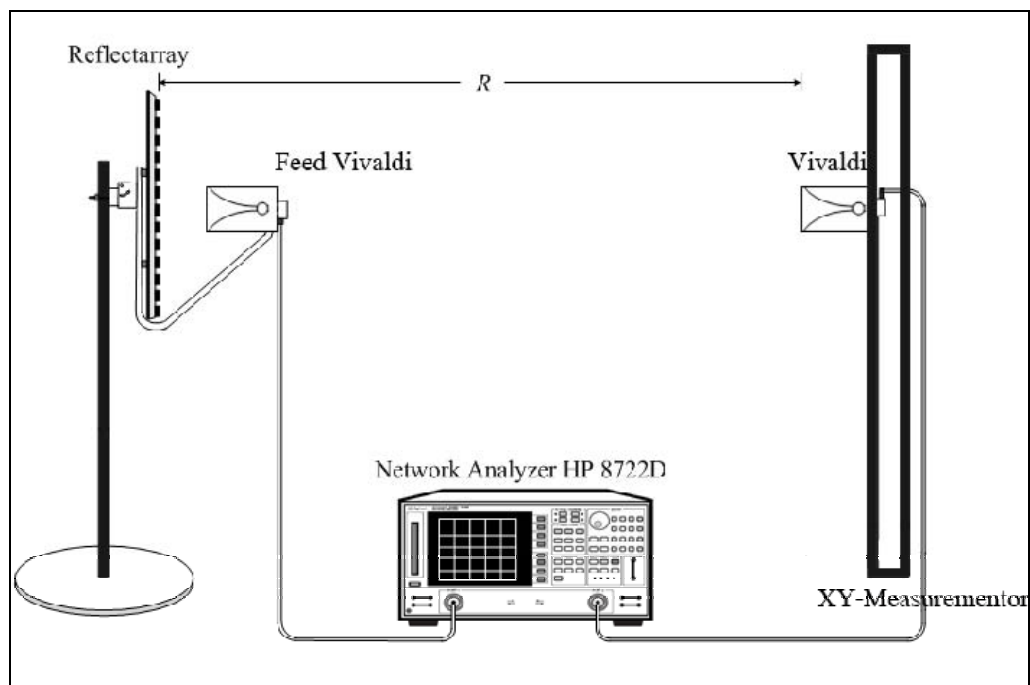 Reflectarray
R
Feed Vivaldi
Vivaldi
Network Analyzer HP 8722D
XY-Measurementor